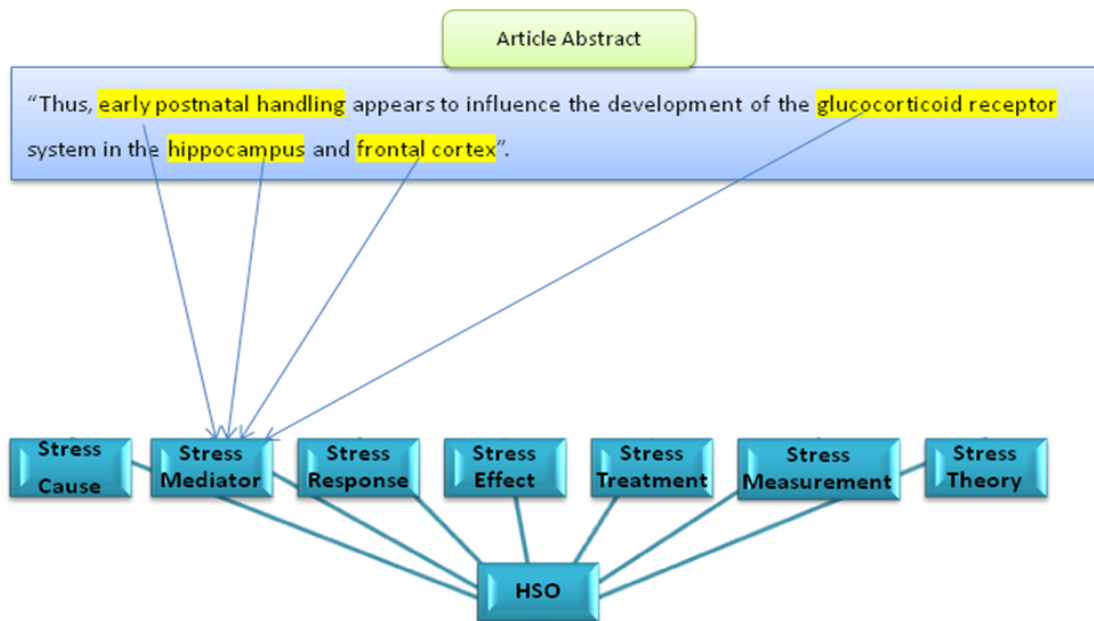 Article Abstract
“Thus, early postnatal handling appears to influence the development of the glucocorticoid receptor
system in the hippocampus and frontal cortex”.
Stress
Cause
Stress
Mediator
Stress
Response
Stress
Effect
Stress
Treatment
Stress
Measurement
Stress
Theory
HSO